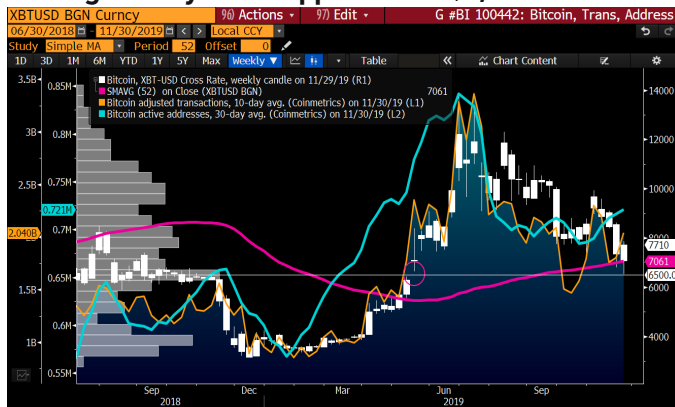 XBTUSD BGN Curncy 96) Actions 97) Edit G #BI 100442: Bitcoin, Trans, Address
06/30/2018 - 11/30/2019 < > Local CCY
Study Simple MA Period 52 Offset 0
1D 3D 1M 6M YTD 1Y 5Y Max Weekly ▼ Table « Chart Content
Bitcoin, XBT-USD Cross Rate, weekly candle on 11/29/19 (R1)
SMAVG (52) on Close (XBTUSD BGN) 7061
Bitcoin adjusted transactions, 10-day avg. (Coinmetrics) on 11/30/19 (L1)
Bitcoin active addresses, 30-day avg. (Coinmetrics) on 11/30/19 (L2)
3.5B 0.85M
14000
3B 0.8M
2.5B 0.75M 10000
0.721M
2.040B 0.7M 8000
7710
7061
0.65M 6500.0
1.5B 6000
0.6M
1B 4000
0.55M
Sep Dec Mar Jun Sep
2018 2019